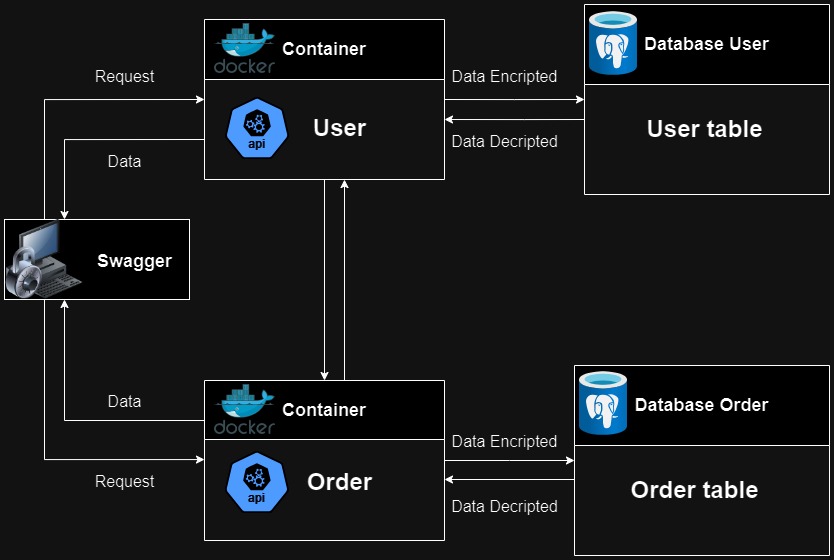 Container
docker
User
api
Database User
User table
Request
Data
Data Encripted
Data Decripted
Swagger
Data
Request
Container
docker
Order
api
Data Encripted
Data Decripted
Database Order
Order table